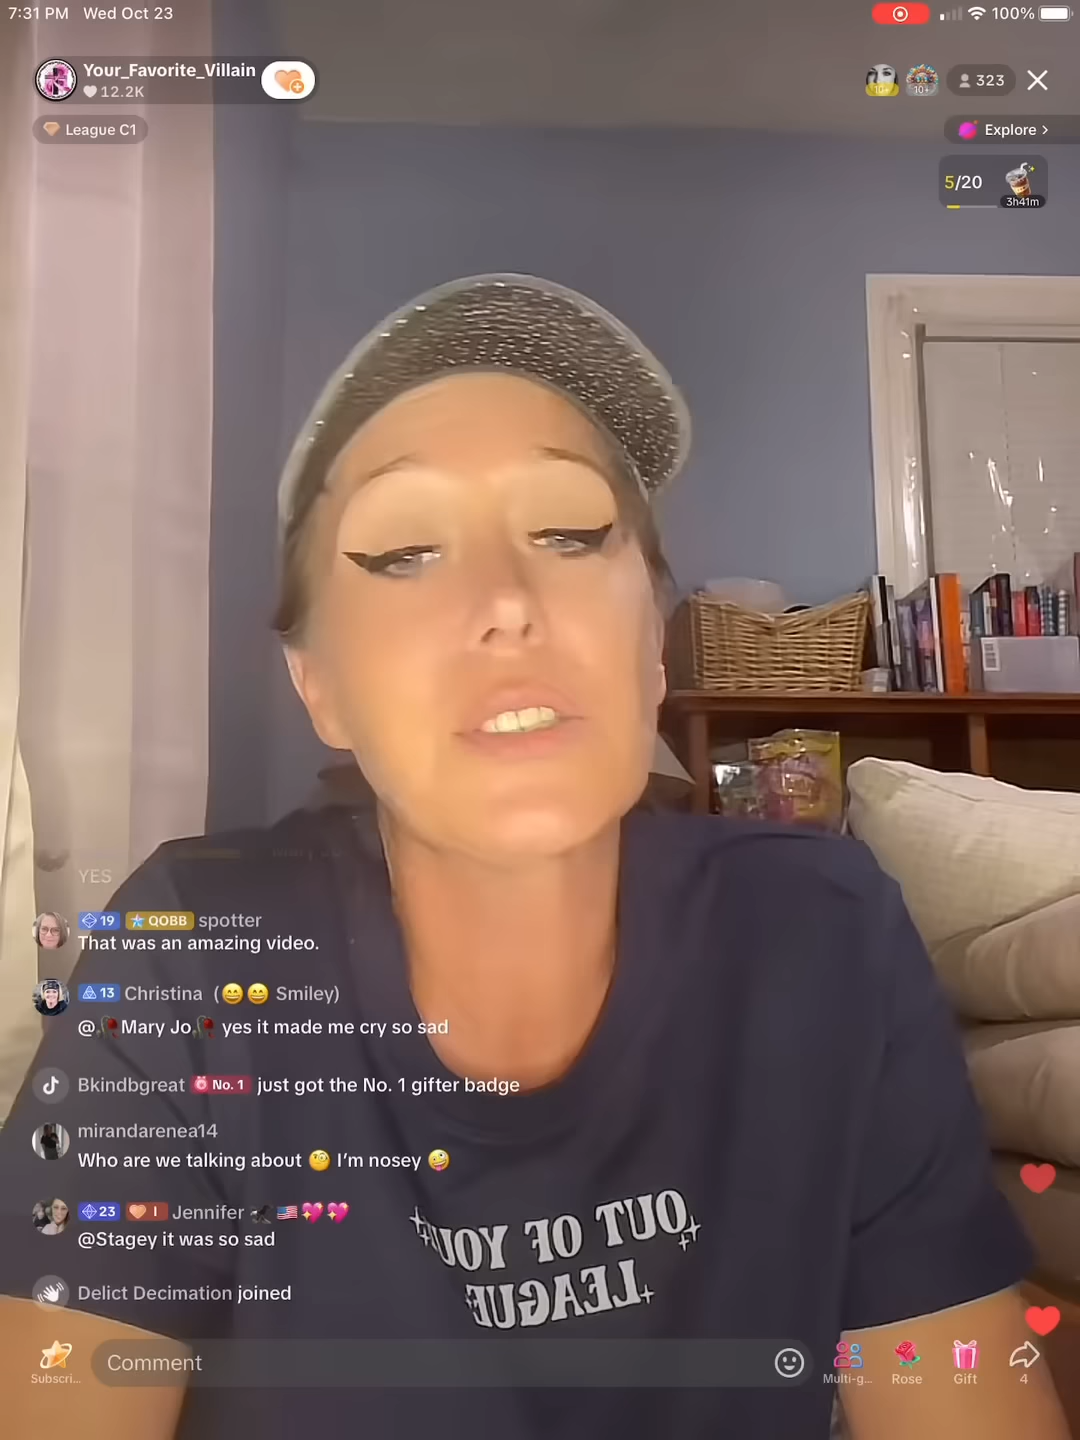 7:31 PM Wed Oct 23
100%
Your_Favorite_Villain
12.2K
10+
10+
323
League C1
Explore >
5/20
3h41m
YES
19 QOBB spotter
That was an amazing video.
13 Christina (😄😄 Smiley)
@🥀Mary Jo🥀 yes it made me cry so sad
Bkindbgreat No. 1 just got the No. 1 gifter badge
mirandarenea14
Who are we talking about 🧐 I'm nosey 🤪
23 I Jennifer 🐦‍⬛🇺🇸💖💖
@Stagey it was so sad
Delict Decimation joined
OUT OF YOUR
LEAGUE
Comment
Subscri...
Multi-g...
Rose
Gift
4